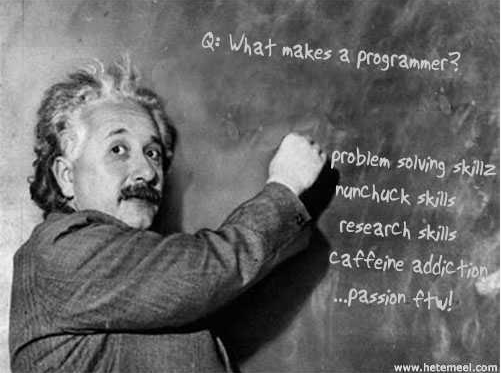 Q: What makes a programmer?
problem solving skillz
nunchuck skills
research skills
caffeine addiction
...passion ftw!
www.hetemeel.com